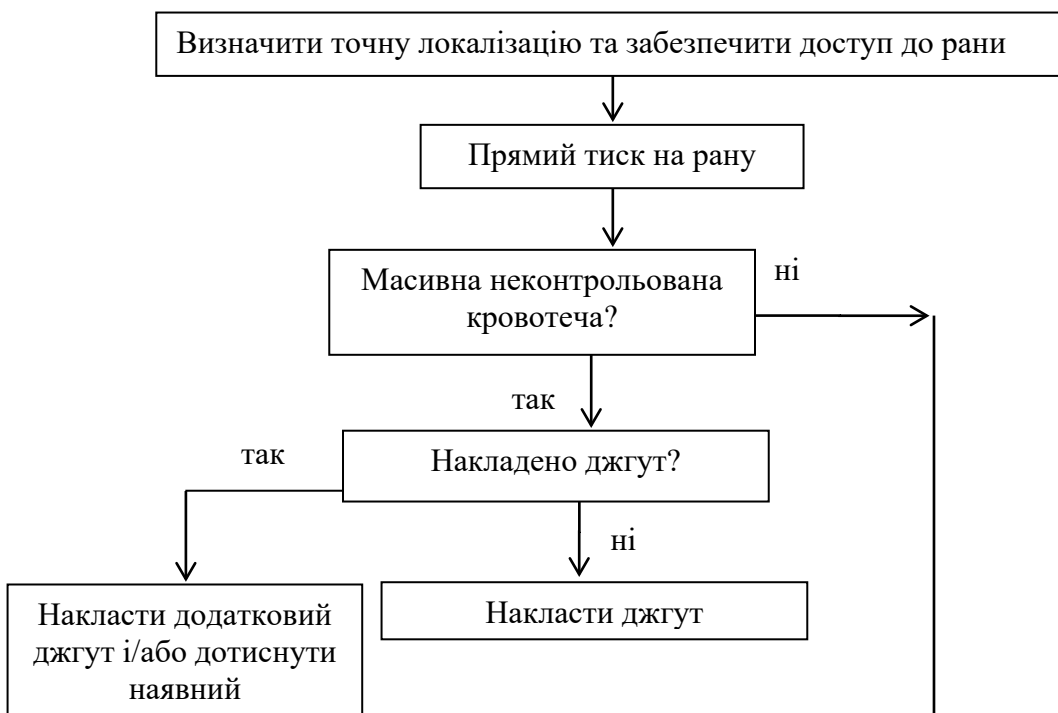 Визначити точну локалізацію та забезпечити доступ до рани
Прямий тиск на рану
Масивна неконтрольована
кровотеча?
ні
так
Накладено джгут?
так
ні
Накласти додатковий
джгут і/або дотиснути
наявний
Накласти джгут